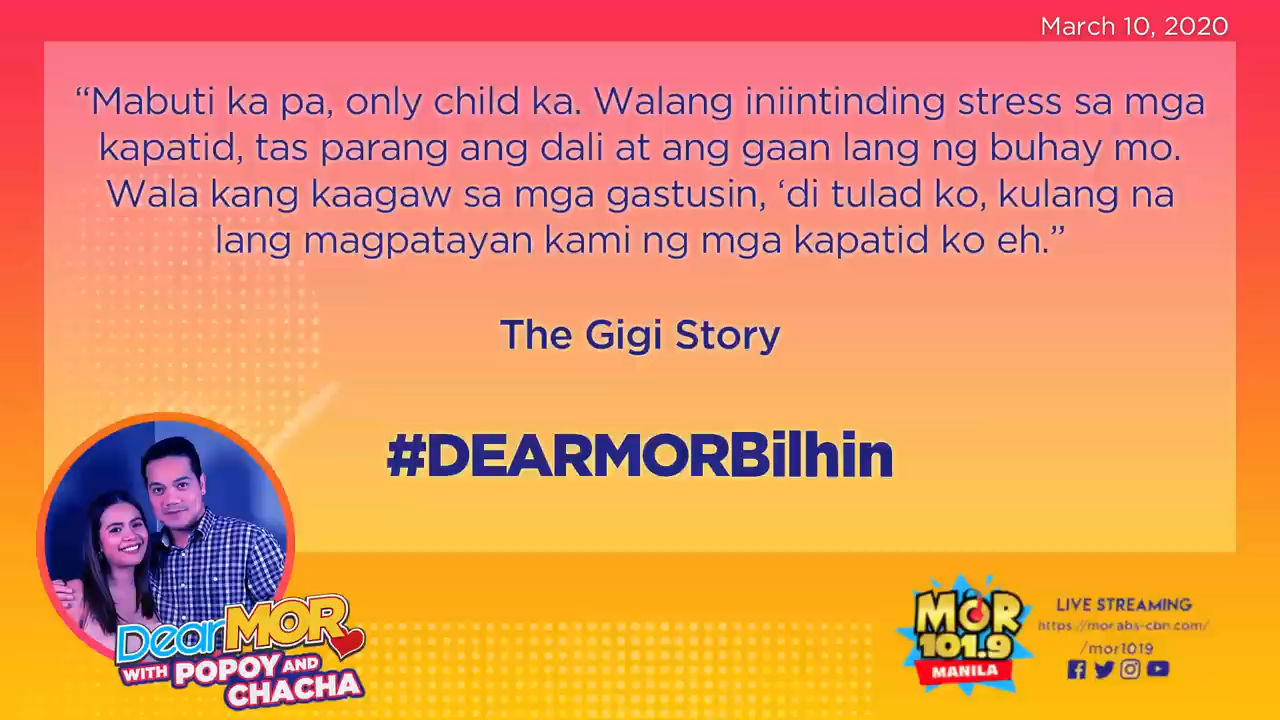 March 10, 2020
“Mabuti ka pa, only child ka. Walang iniintinding stress sa mga
kapatid, tas parang ang dali at ang gaan lang ng buhay mo.
Wala kang kaagaw sa mga gastusin, ‘di tulad ko, kulang na
lang magpatayan kami ng mga kapatid ko eh.”
The Gigi Story
#DEARMORBilhin
Dear MOR
WITH POPOY AND
CHACHA
MOR
101.9
MANILA
LIVE STREAMING
https://mor.abs-cbn.com/
/mor1019